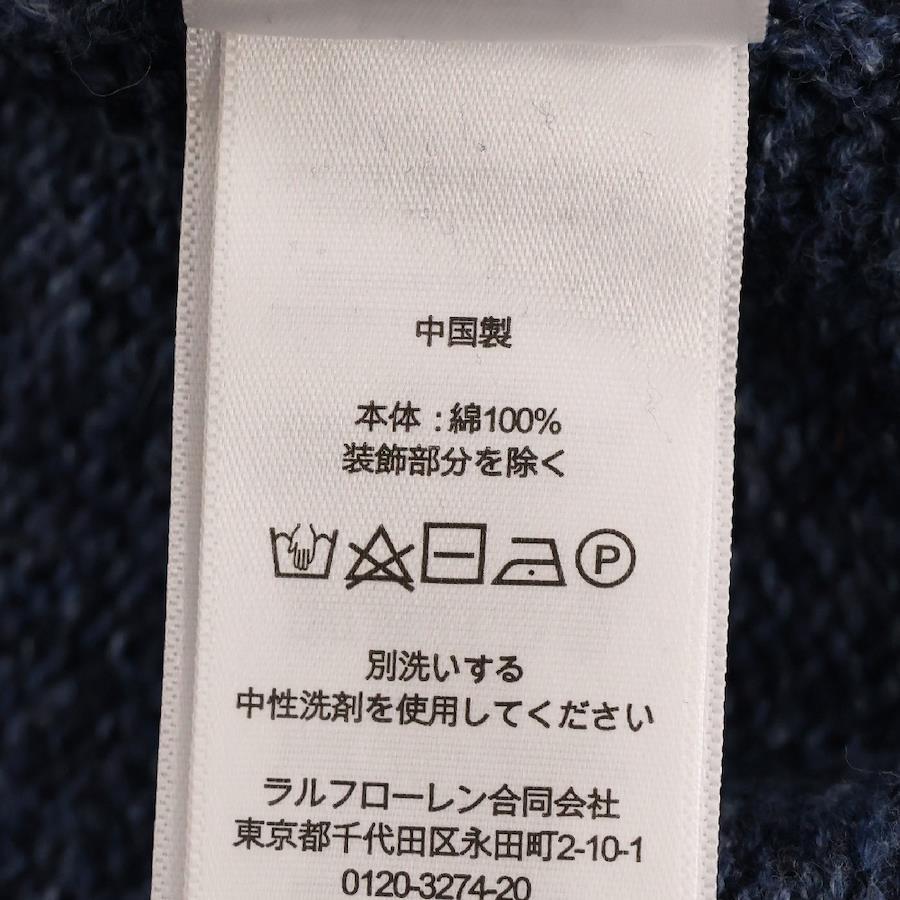 中国製
本体 : 綿100%
装飾部分を除く
P
別洗いする
中性洗剤を使用してください
ラルフローレン合同会社
東京都千代田区永田町2-10-1
0120-3274-20